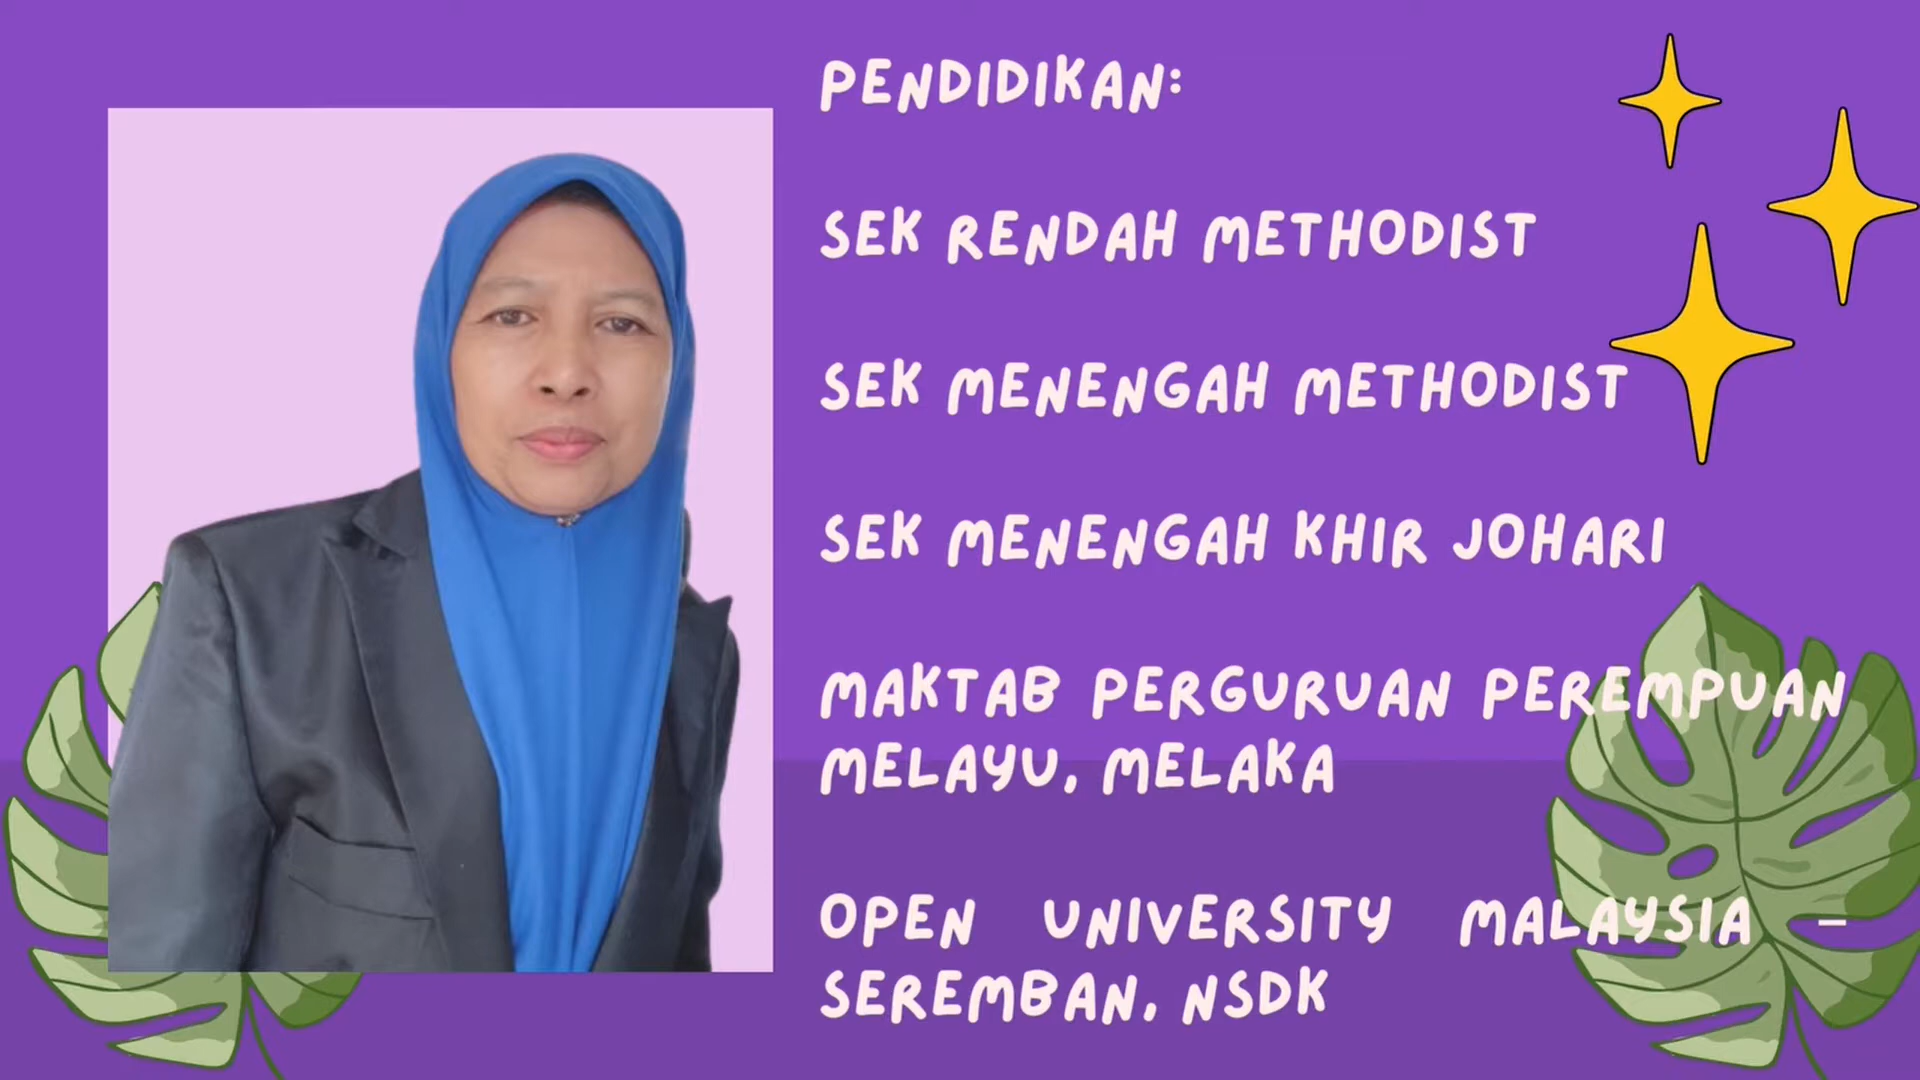 PENDIDIKAN:
SEK RENDAH METHODIST
SEK MENENGAH METHODIST
SEK MENENGAH KHIR JOHARI
MAKTAB PERGURUAN PEREMPUAN
MELAYU, MELAKA
OPEN UNIVERSITY MALAYSIA –
SEREMBAN, NSDK